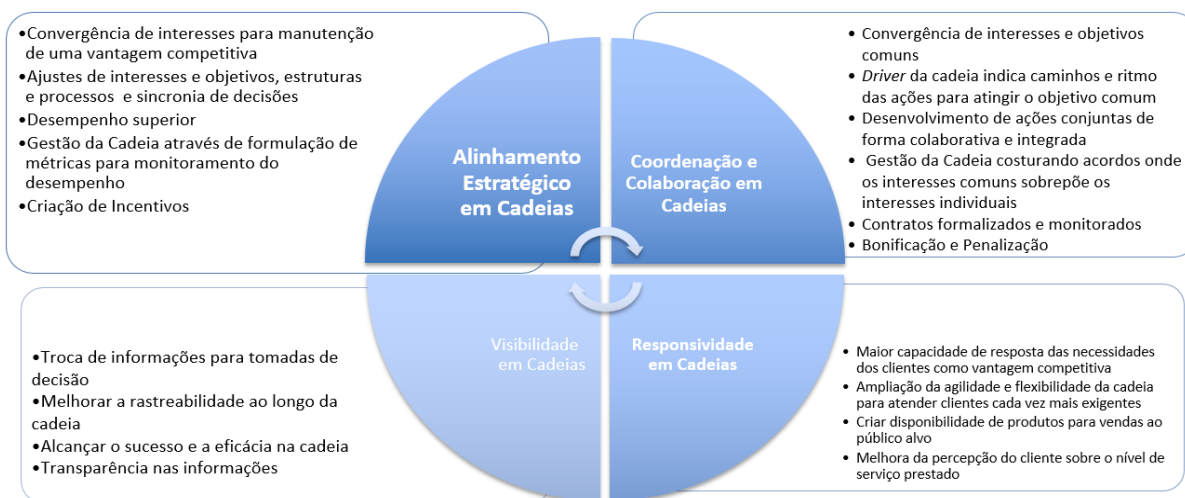 •Convergência de interesses para manutenção
de uma vantagem competitiva
•Ajustes de interesses e objetivos, estruturas
e processos e sincronia de decisões
•Desempenho superior
•Gestão da Cadeia através de formulação de
métricas para monitoramento do
desempenho
•Criação de Incentivos
Alinhamento
Estratégico
em Cadeias
Coordenação e
Colaboração em
Cadeias
• Convergência de interesses e objetivos
comuns
• Driver da cadeia indica caminhos e ritmo
das ações para atingir o objetivo comum
• Desenvolvimento de ações conjuntas de
forma colaborativa e integrada
• Gestão da Cadeia costurando acordos onde
os interesses comuns sobrepõe os
interesses individuais
• Contratos formalizados e monitorados
• Bonificação e Penalização
•Troca de informações para tomadas de
decisão
•Melhorar a rastreabilidade ao longo da
cadeia
•Alcançar o sucesso e a eficácia na cadeia
•Transparência nas informações
Visibilidade
em Cadeias
Responsividade
em Cadeias
• Maior capacidade de resposta das necessidades
dos clientes como vantagem competitiva
• Ampliação da agilidade e flexibilidade da cadeia
para atender clientes cada vez mais exigentes
• Criar disponibilidade de produtos para vendas ao
público alvo
• Melhora da percepção do cliente sobre o nível de
serviço prestado